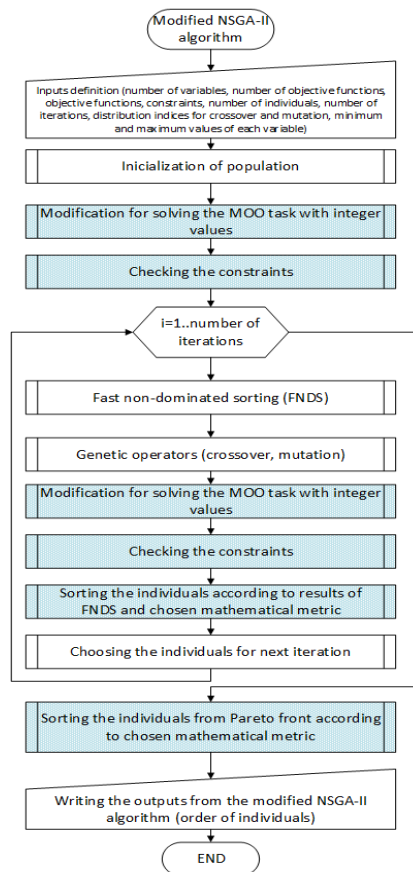 Modified NSGA-II
algorithm
Inputs definition (number of variables, number of objective functions,
objective functions, constraints, number of individuals, number of
iterations, distribution indices for crossover and mutation, minimum
and maximum values of each variable)
Inicialization of population
Modification for solving the MOO task with integer
values
Checking the constraints
i=1..number of
iterations
Fast non-dominated sorting (FNDS)
Genetic operators (crossover, mutation)
Modification for solving the MOO task with integer
values
Checking the constraints
Sorting the individuals according to results of
FNDS and chosen mathematical metric
Choosing the individuals for next iteration
Sorting the individuals from Pareto front according
to chosen mathematical metric
Writing the outputs from the modified NSGA-II
algorithm (order of individuals)
END